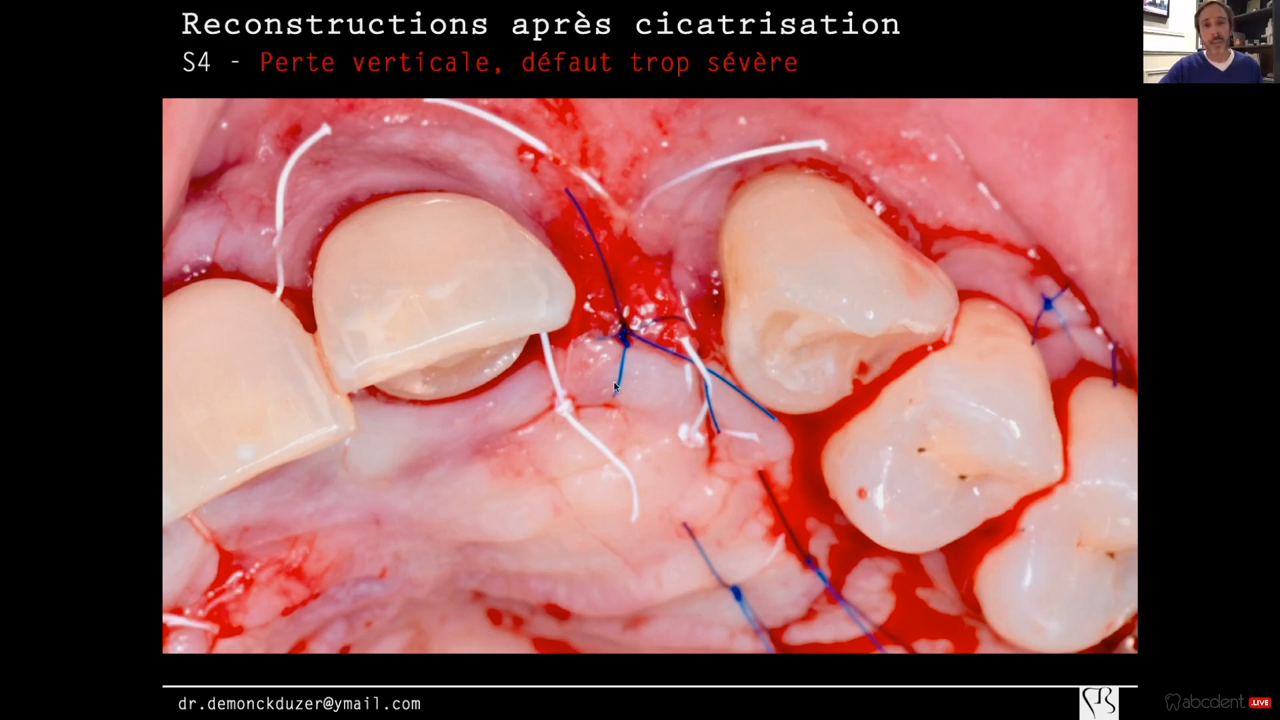 Reconstructions après cicatrisation
S4 - Perte verticale, défaut trop sévère
dr.demonckduzer@ymail.com
abcdent LIVE